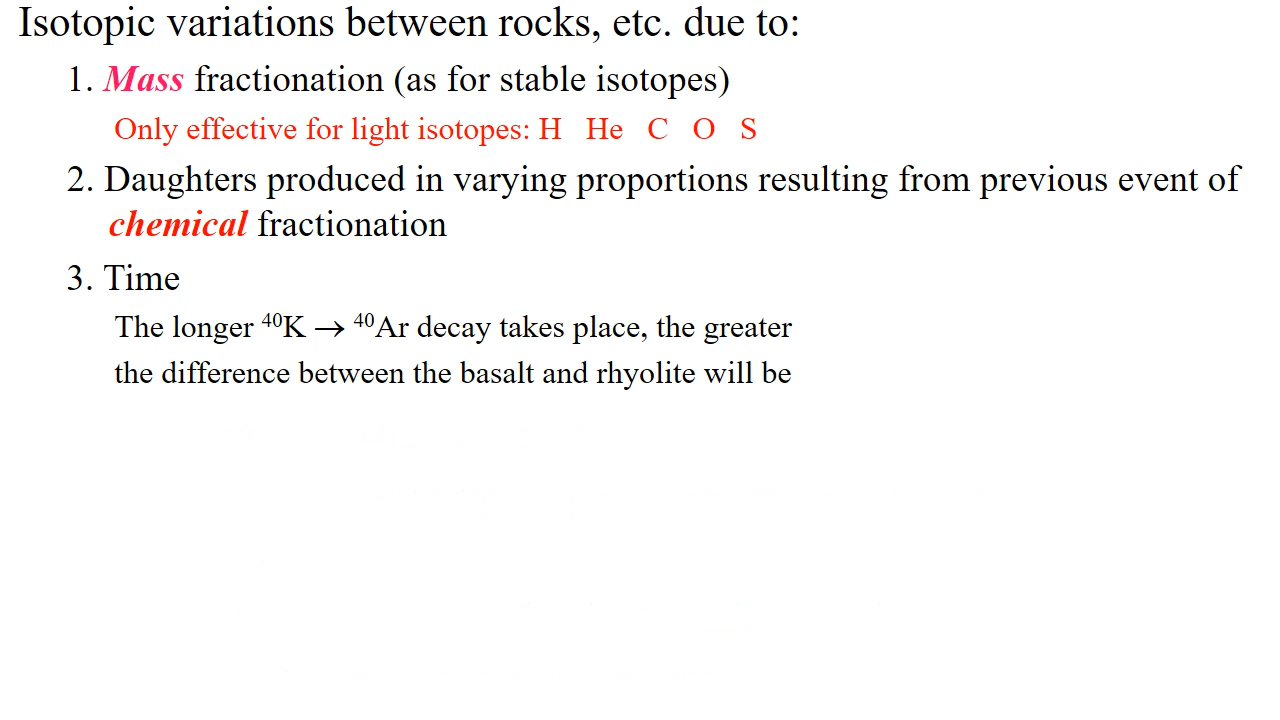 Isotopic variations between rocks, etc. due to:
1. Mass fractionation (as for stable isotopes)
Only effective for light isotopes: H He C O S
2. Daughters produced in varying proportions resulting from previous event of
chemical fractionation
3. Time
The longer ⁴⁰K → ⁴⁰Ar decay takes place, the greater
the difference between the basalt and rhyolite will be